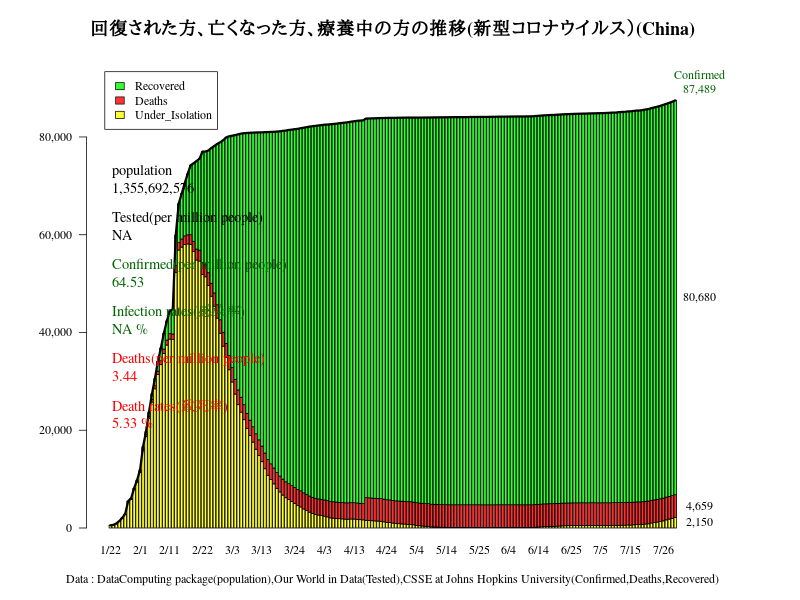 回復された方、亡くなった方、療養中の方の推移(新型コロナウイルス）(China)
Confirmed
87,489
Recovered
Deaths
Under_Isolation
80,000
60,000
40,000
20,000
0
population
1,355,692,576
Tested(per million people)
NA
Confirmed(per million people)
64.53
Infection rates(感染率)
NA %
Deaths(per million people)
3.44
Death rates(死亡率)
5.33 %
80,680
4,659
2,150
1/22 2/1 2/11 2/22 3/3 3/13 3/24 4/3 4/13 4/24 5/4 5/14 5/25 6/4 6/14 6/25 7/5 7/15 7/26
Data : DataComputing package(population),Our World in Data(Tested),CSSE at Johns Hopkins University(Confirmed,Deaths,Recovered)